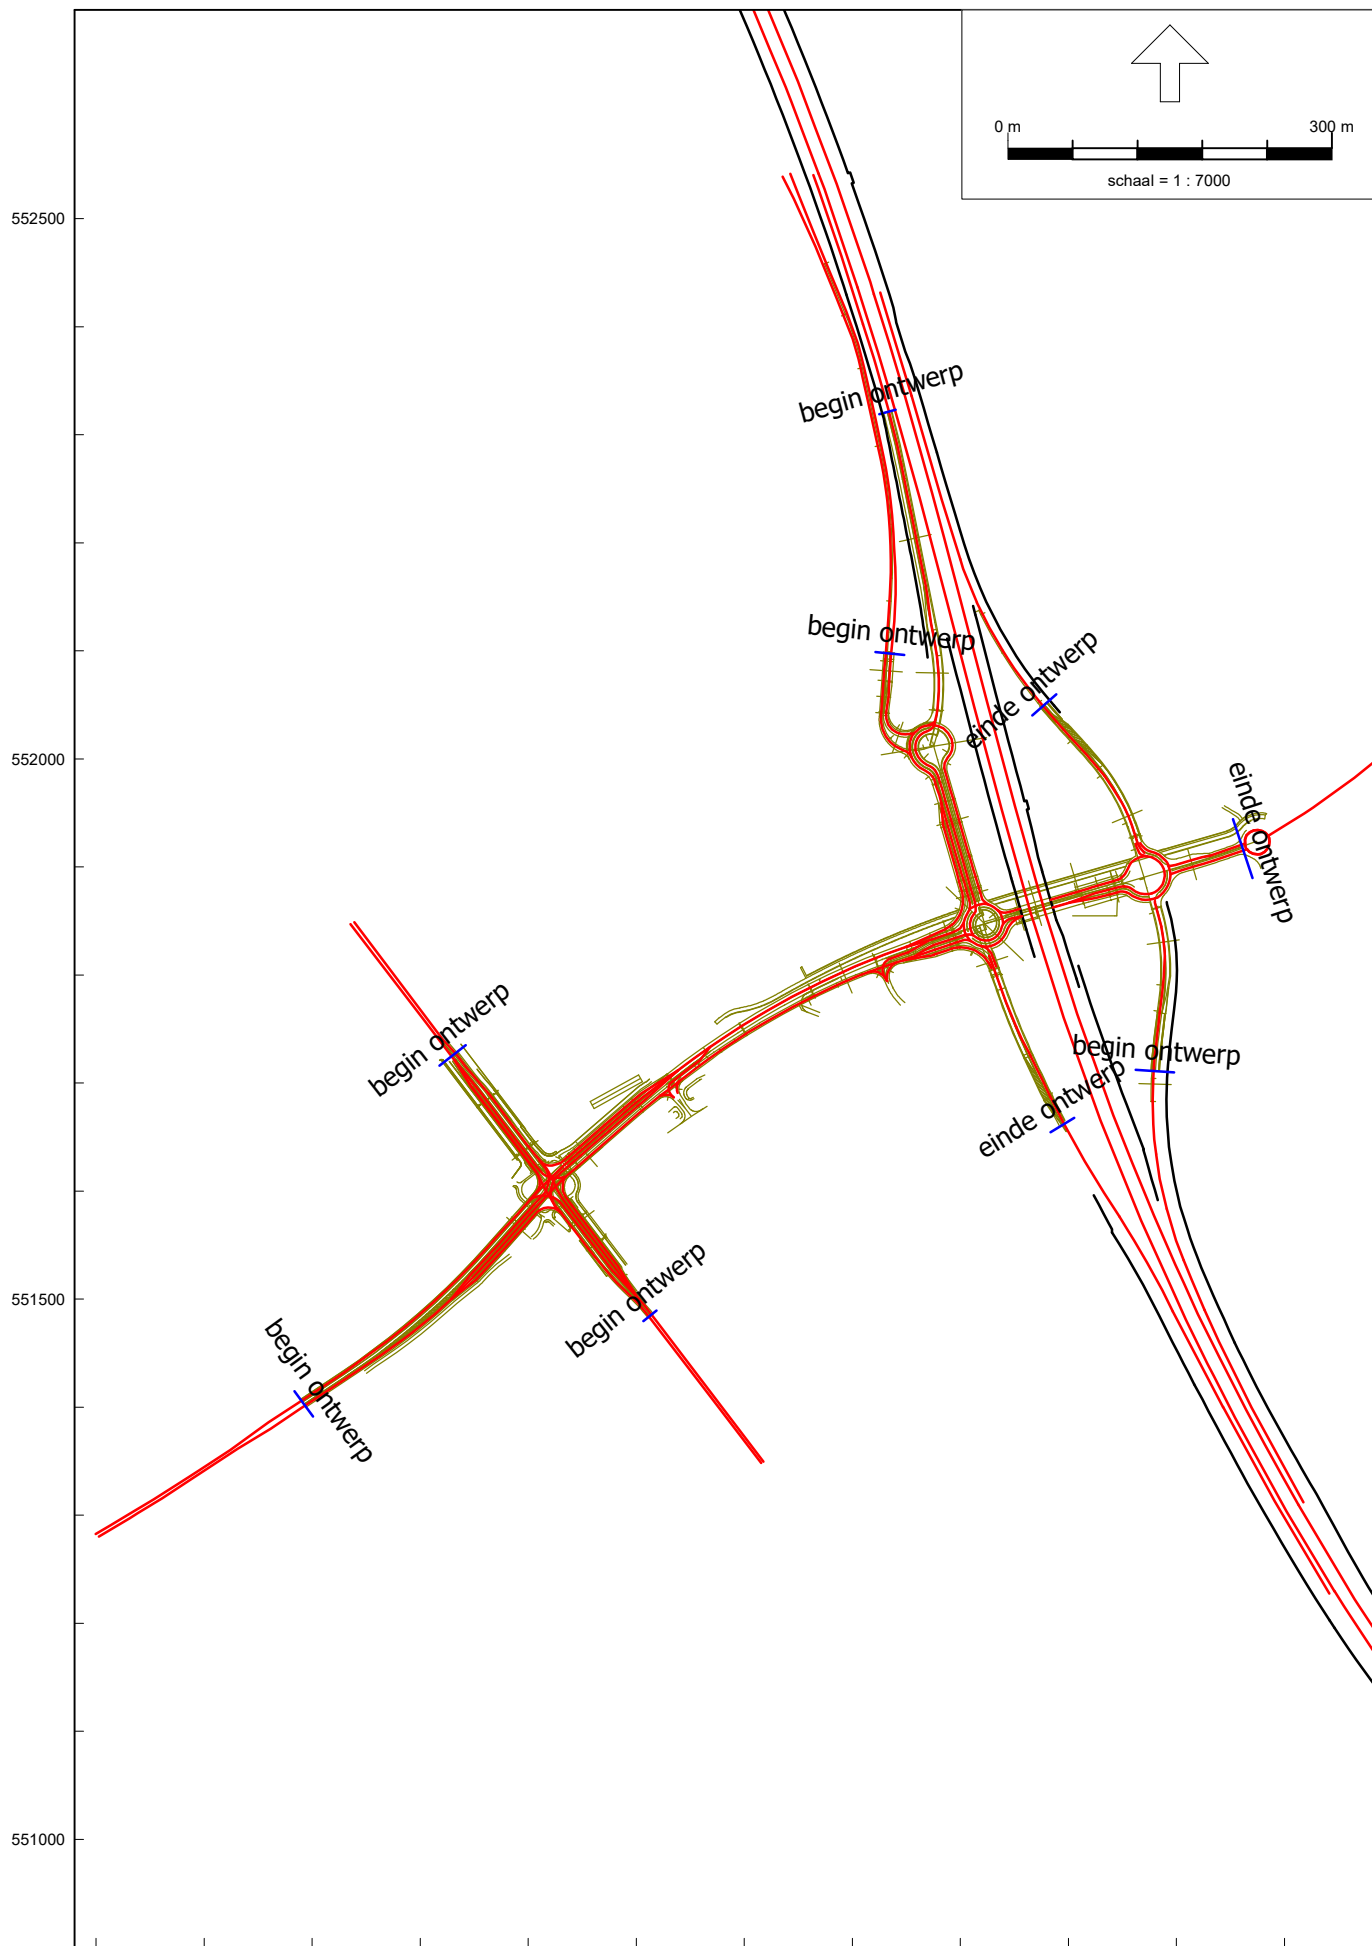 0 m
300 m
schaal = 1 : 7000
552500
begin ontwerp
begin ontwerp
einde ontwerp
552000
einde ontwerp
begin ontwerp
begin ontwerp
einde ontwerp
begin ontwerp
551500
begin ontwerp
551000